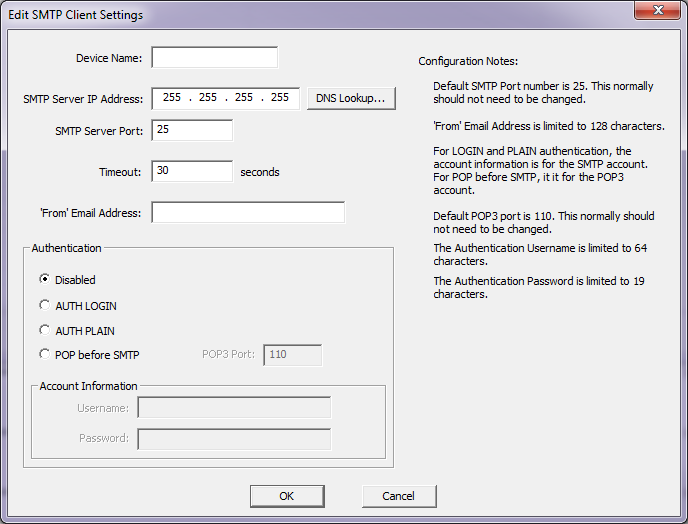 Edit SMTP Client Settings
Device Name:
SMTP Server IP Address: 255 . 255 . 255 . 255 DNS Lookup...
SMTP Server Port: 25
Timeout: 30 seconds
'From' Email Address:
Authentication
Disabled
AUTH LOGIN
AUTH PLAIN
POP before SMTP POP3 Port: 110
Account Information
Username:
Password:
Configuration Notes:
Default SMTP Port number is 25. This normally
should not need to be changed.
'From' Email Address is limited to 128 characters.
For LOGIN and PLAIN authentication, the
account information is for the SMTP account.
For POP before SMTP, it it for the POP3
account.
Default POP3 port is 110. This normally should
not need to be changed.
The Authentication Username is limited to 64
characters.
The Authentication Password is limited to 19
characters.
OK Cancel